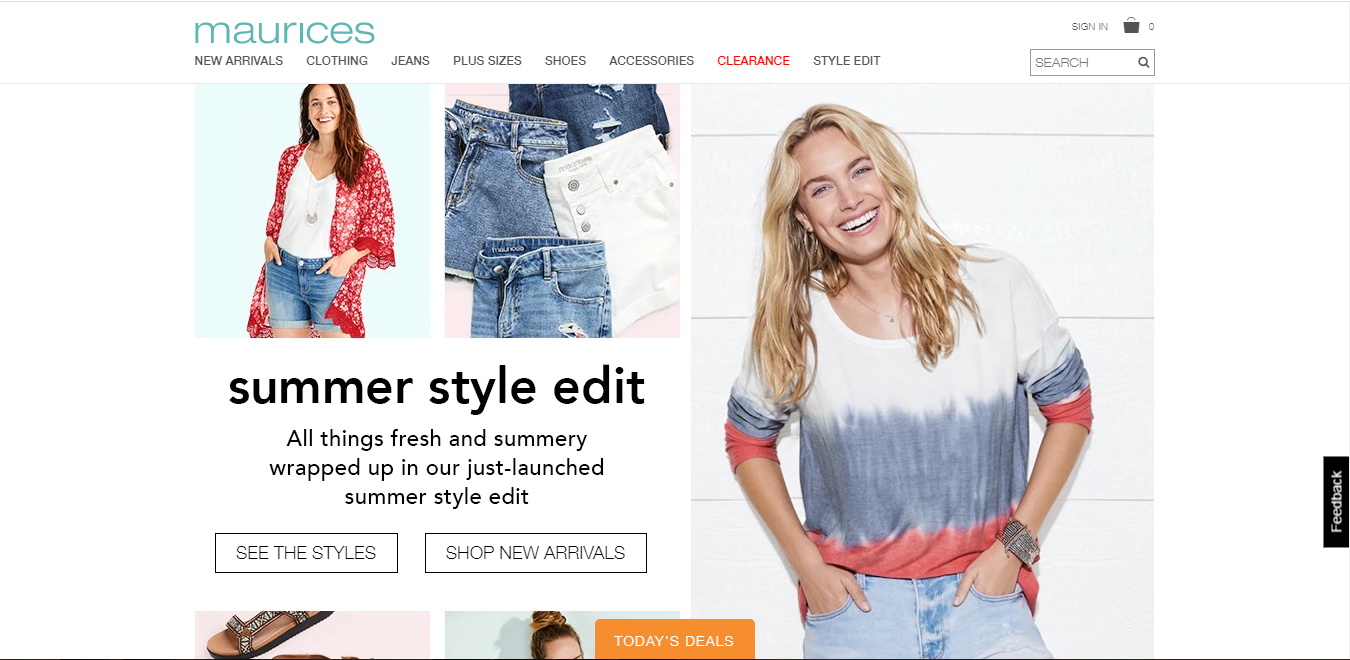 maurices
SIGN IN 0
NEW ARRIVALS CLOTHING JEANS PLUS SIZES SHOES ACCESSORIES CLEARANCE STYLE EDIT
SEARCH
maurices
maurices
summer style edit
All things fresh and summery
wrapped up in our just-launched
summer style edit
SEE THE STYLES SHOP NEW ARRIVALS
Feedback
TODAY'S DEALS